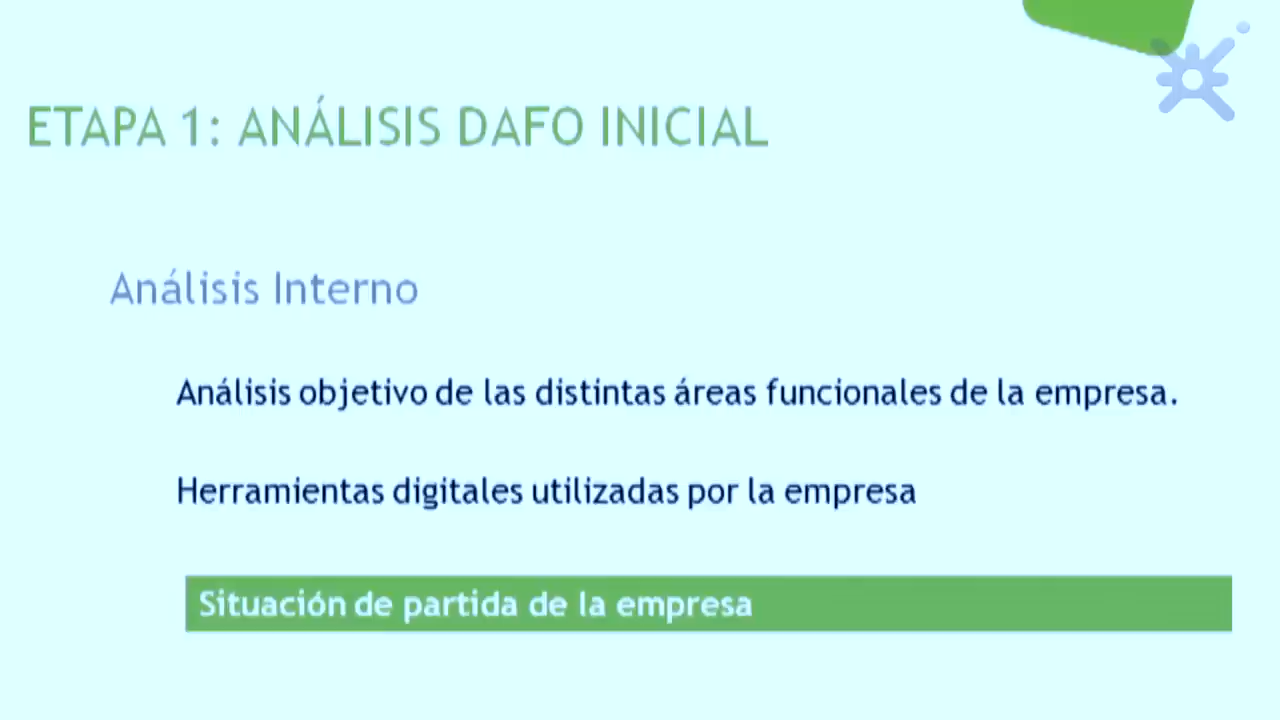 ETAPA 1: ANÁLISIS DAFO INICIAL
Análisis Interno
Análisis objetivo de las distintas áreas funcionales de la empresa.
Herramientas digitales utilizadas por la empresa
Situación de partida de la empresa